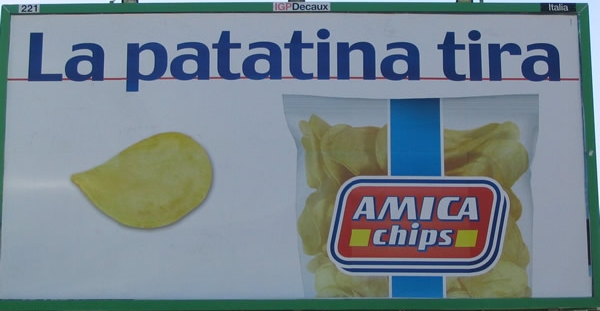 221
IGPDecaux
Italia
La patatina tira
AMICA
chips